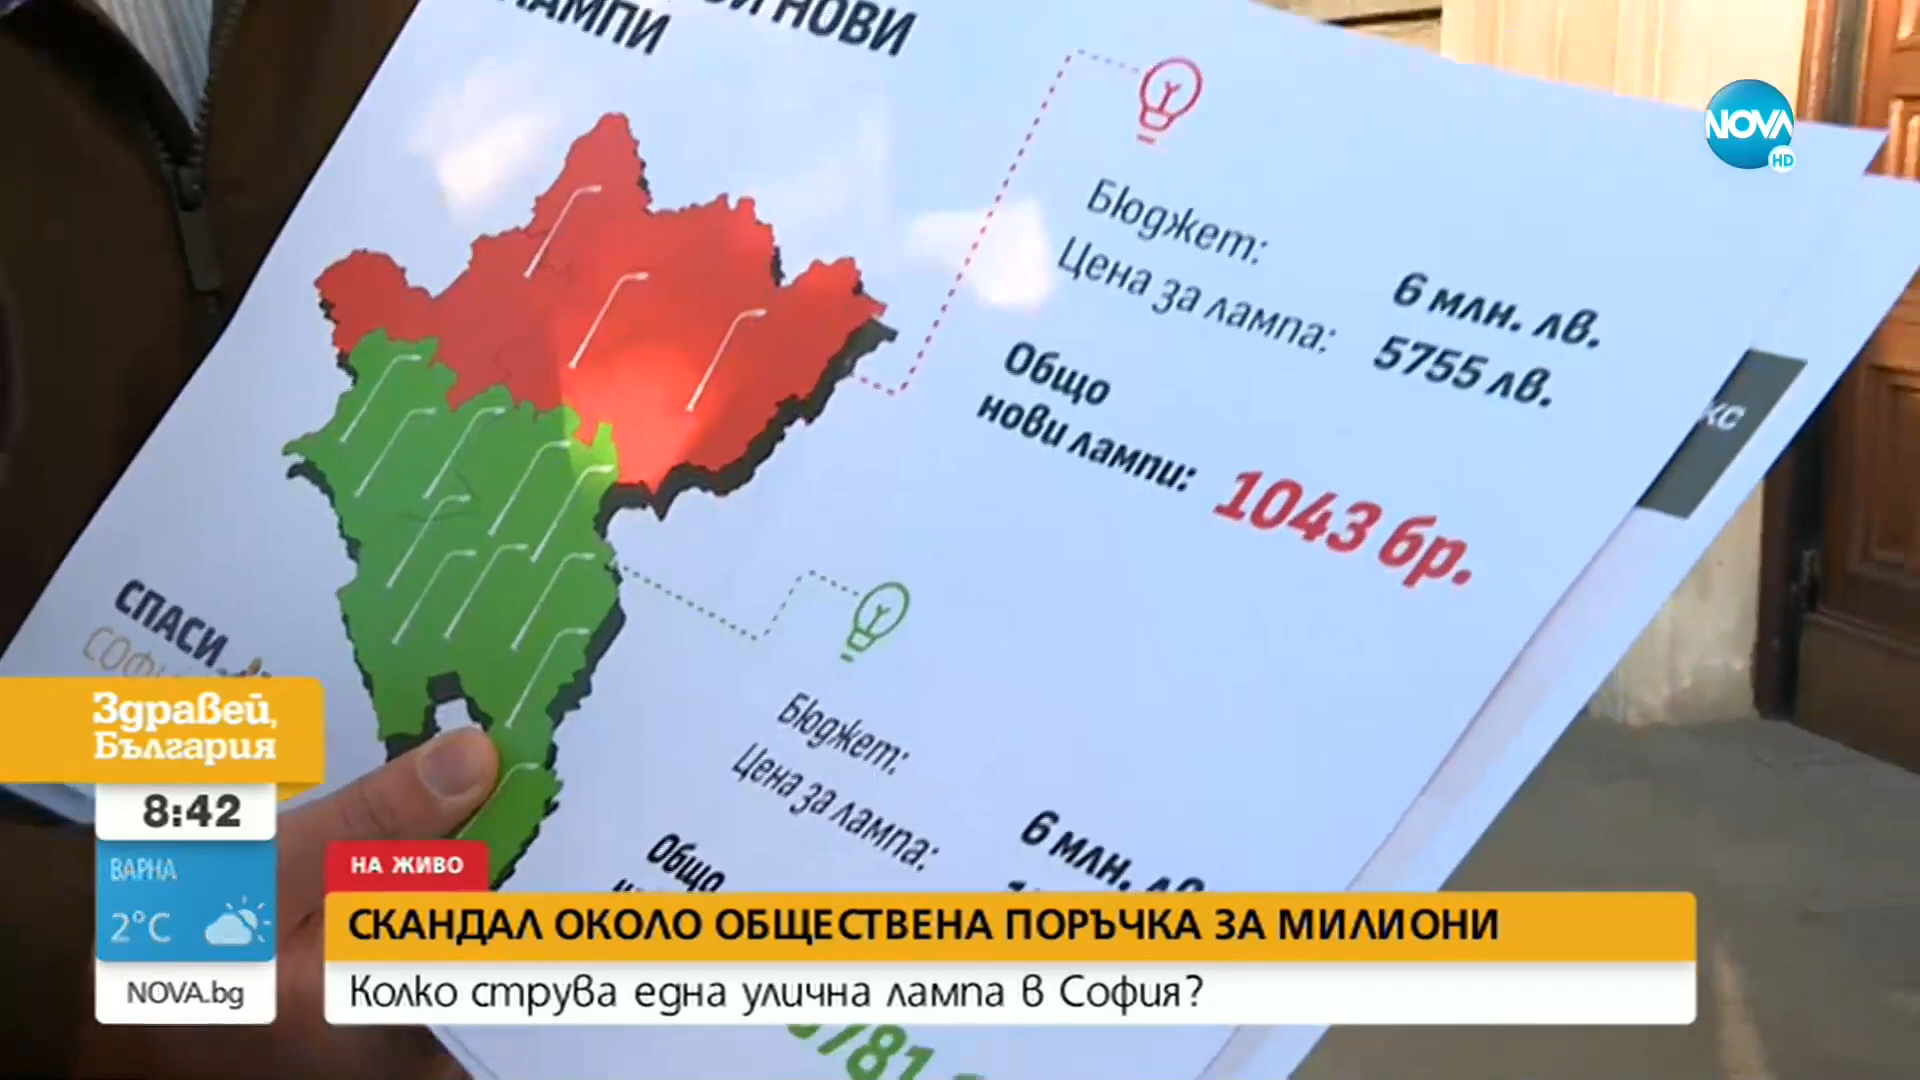 НОВИ
ЛАМПИ
NOVA
HD
Бюджет:
6 млн. лв.
Цена за лампа:
5755 лв.
Общо
нови лампи:
1043 бр.
кс
СПАСИ
Бюджет:
6 млн. лв.
Цена за лампа:
Общо
Здравей,
България
8:42
ВАРНА
2°C
NOVA.bg
НА ЖИВО
СКАНДАЛ ОКОЛО ОБЩЕСТВЕНА ПОРЪЧКА ЗА МИЛИОНИ
Колко струва една улична лампа в София?